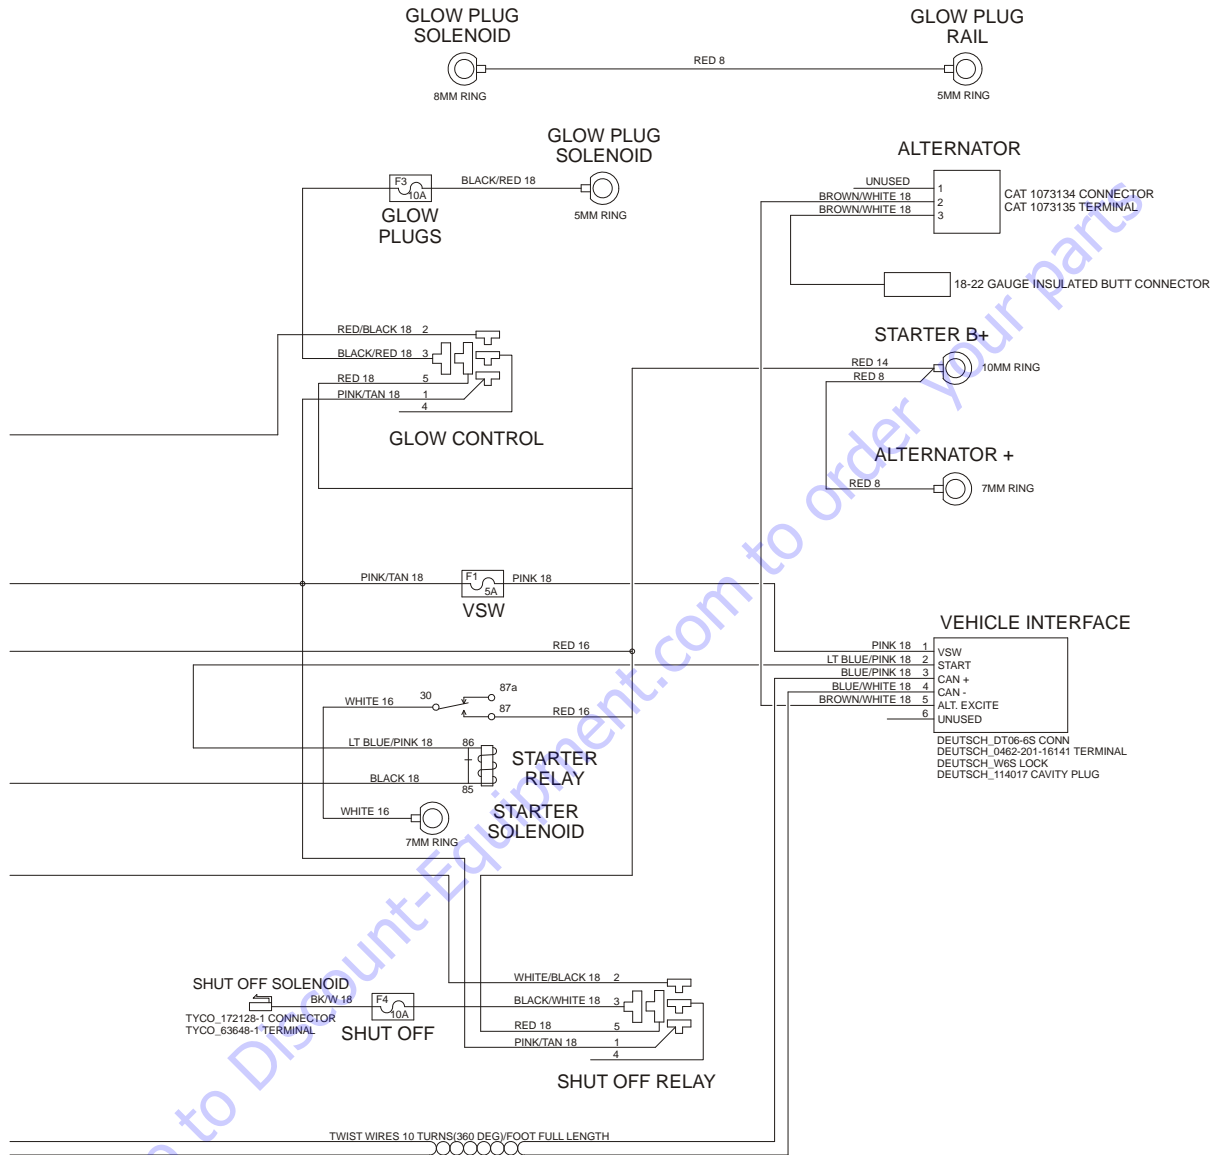 GLOW PLUG
SOLENOID
8MM RING
RED 8
GLOW PLUG
RAIL
5MM RING
F3
10A
GLOW
PLUGS
BLACK/RED 18
GLOW PLUG
SOLENOID
5MM RING
ALTERNATOR
UNUSED
BROWN/WHITE 18
BROWN/WHITE 18
1
2
3
CAT 1073134 CONNECTOR
CAT 1073135 TERMINAL
18-22 GAUGE INSULATED BUTT CONNECTOR
RED/BLACK 18 2
BLACK/RED 18 3
RED 18 5
PINK/TAN 18 1
4
GLOW CONTROL
STARTER B+
RED 14
RED 8
10MM RING
ALTERNATOR +
RED 8
7MM RING
PINK/TAN 18
F1
5A
PINK 18
VSW
RED 16
WHITE 16
30
87a
87
RED 16
LT BLUE/PINK 18 86
BLACK 18
85
STARTER
RELAY
WHITE 16
7MM RING
STARTER
SOLENOID
VEHICLE INTERFACE
PINK 18 1 VSW
LT BLUE/PINK 18 2 START
BLUE/PINK 18 3 CAN +
BLUE/WHITE 18 4 CAN -
BROWN/WHITE 18 5 ALT. EXCITE
6 UNUSED
DEUTSCH_DT06-6S CONN
DEUTSCH_0462-201-16141 TERMINAL
DEUTSCH_W6S LOCK
DEUTSCH_114017 CAVITY PLUG
SHUT OFF SOLENOID
BK/W 18
TYCO_172128-1 CONNECTOR
TYCO_63648-1 TERMINAL
F4
10A
SHUT OFF
WHITE/BLACK 18 2
BLACK/WHITE 18 3
RED 18 5
PINK/TAN 18 1
4
SHUT OFF RELAY
TWIST WIRES 10 TURNS(360 DEG)/FOOT FULL LENGTH
to Discount-Equipment.com to order your parts